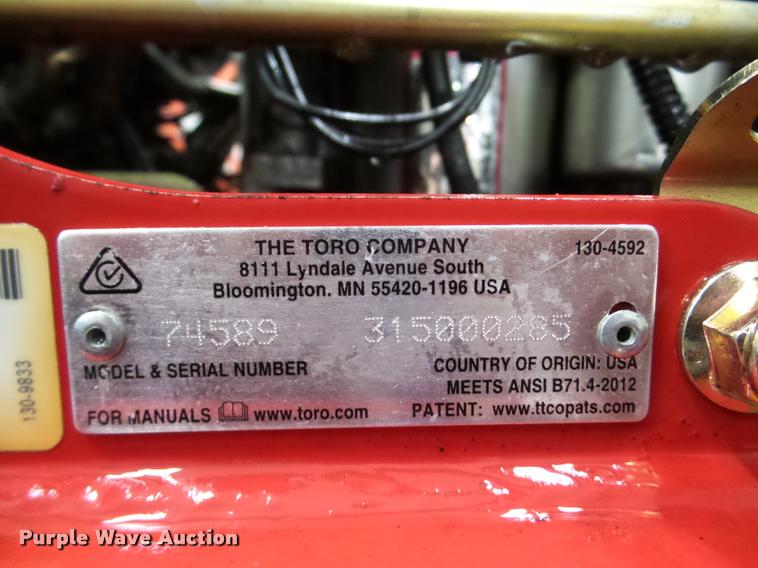 THE TORO COMPANY 130-4592
8111 Lyndale Avenue South
Bloomington. MN 55420-1196 USA
74589 315000285
MODEL & SERIAL NUMBER COUNTRY OF ORIGIN: USA
MEETS ANSI B71.4-2012
FOR MANUALS www.toro.com PATENT: www.ttcopats.com
130-9833
Purple Wave Auction